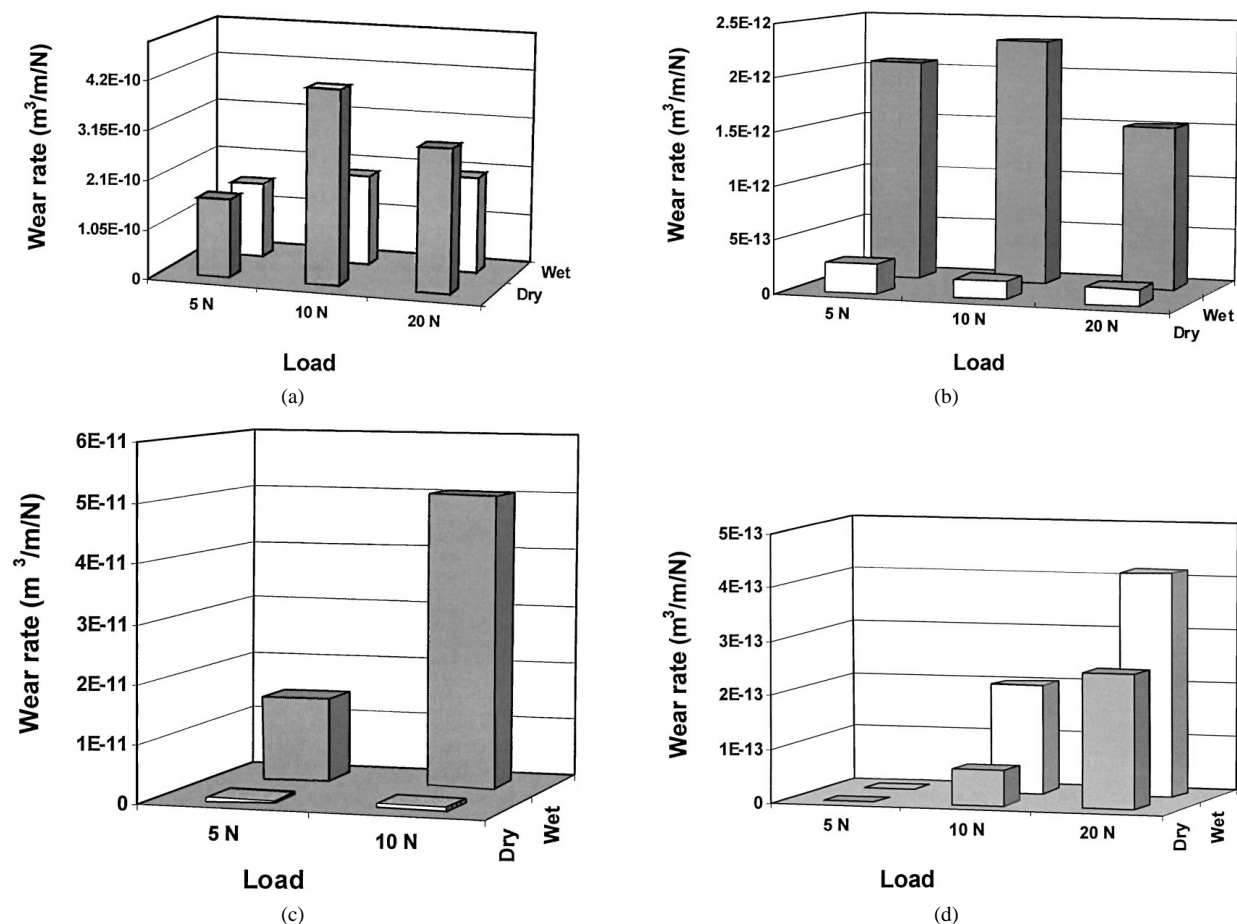 Wear rate (m³/m/N)
4.2E-10
3.15E-10
2.1E-10
1.05E-10
0
5 N
10 N
20 N
Dry
Wet
Load
(a)
Wear rate (m³/m/N)
2.5E-12
2E-12
1.5E-12
1E-12
5E-13
0
5 N
10 N
20 N
Dry
Wet
Load
(b)
Wear rate (m ³/m/N)
6E-11
5E-11
4E-11
3E-11
2E-11
1E-11
0
5 N
10 N
Dry
Wet
Load
(c)
Wear rate (m³/m/N)
5E-13
4E-13
3E-13
2E-13
1E-13
0
5 N
10 N
20 N
Dry
Wet
Load
(d)